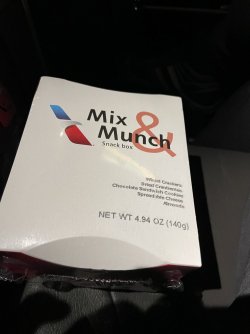 Mix &
Munch
Snack box
Wheat Crackers
Dried Cranberries
Chocolate Sandwich Cookies
Spreadable Cheese
Almonds
NET WT 4.94 OZ (140g)